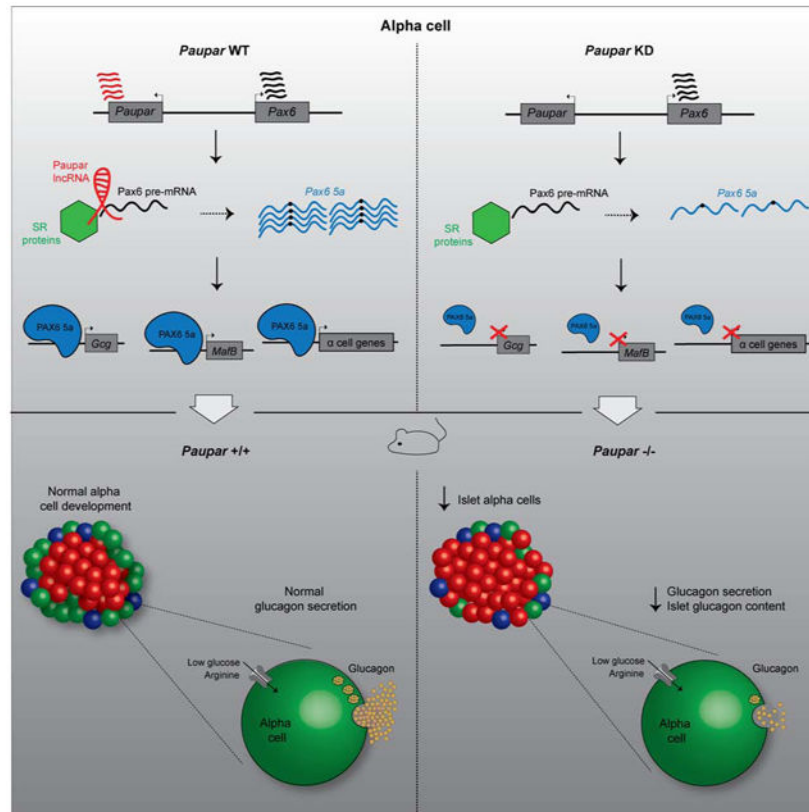 Alpha cell
Paupar WT
Paupar
Pax6
Paupar
lncRNA
Pax6 pre-mRNA
Pax6 5a
SR
proteins
PAX6 5a
Gcg
PAX6 5a
MafB
PAX6 5a
α cell genes
Paupar KD
Paupar
Pax6
Pax6 pre-mRNA
Pax6 5a
SR
proteins
PAX6 5a
Gcg
PAX6 5a
MafB
PAX6 5a
α cell genes
Paupar +/+
Normal alpha
cell development
Normal
glucagon secretion
Low glucose
Arginine
Glucagon
Alpha
cell
Paupar -/-
Islet alpha cells
Glucagon secretion
Islet glucagon content
Low glucose
Arginine
Glucagon
Alpha
cell